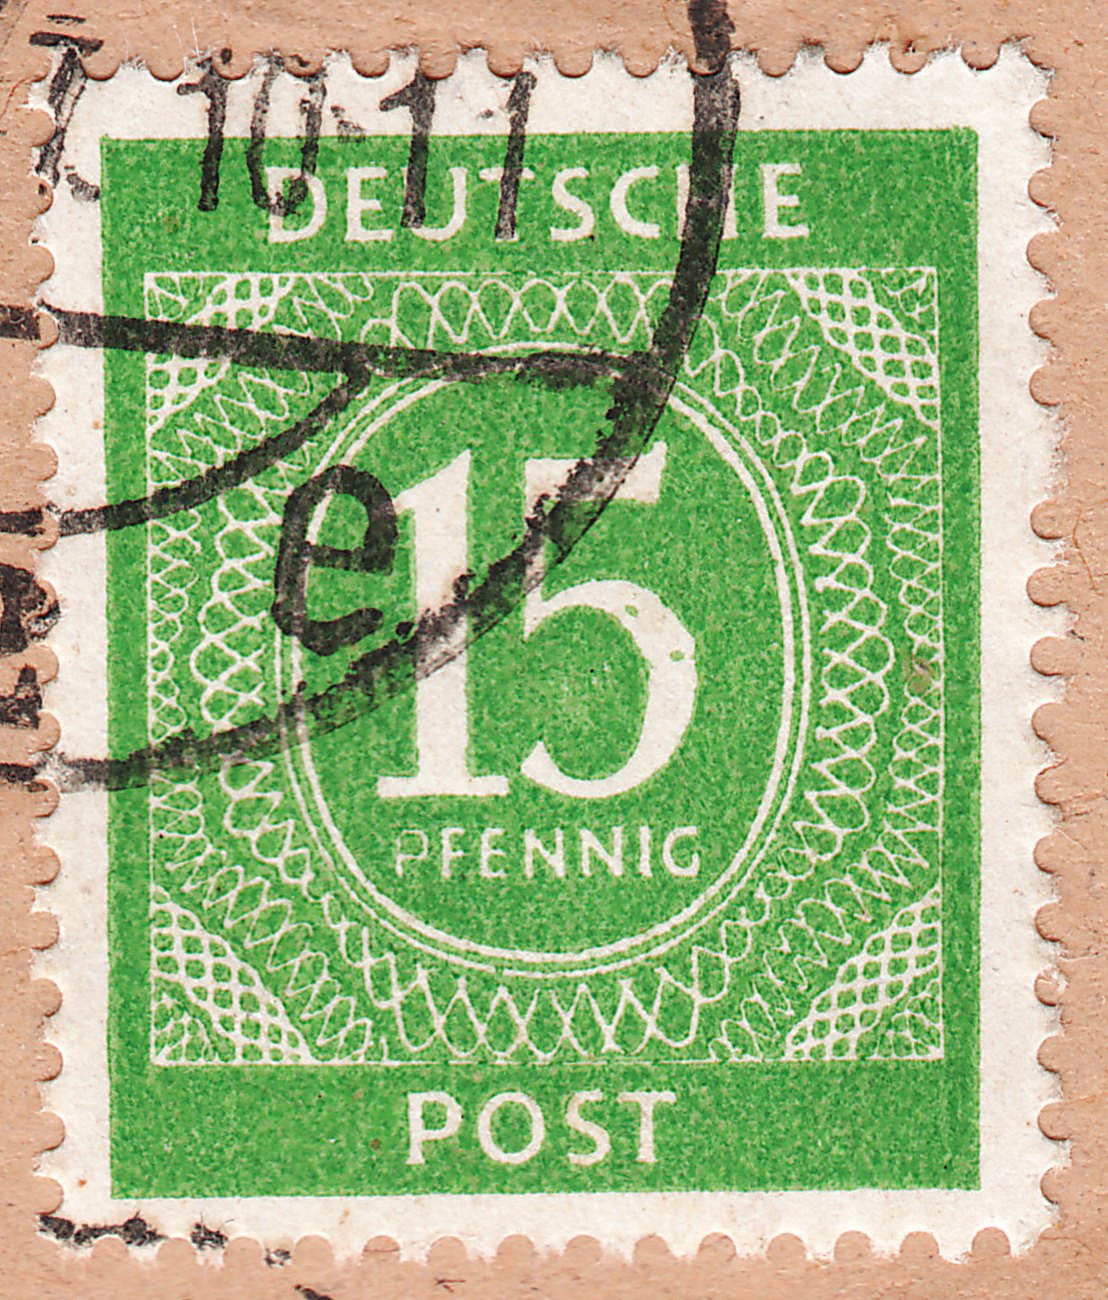 10-11
DEUTSCHE
e
15
PFENNIG
POST